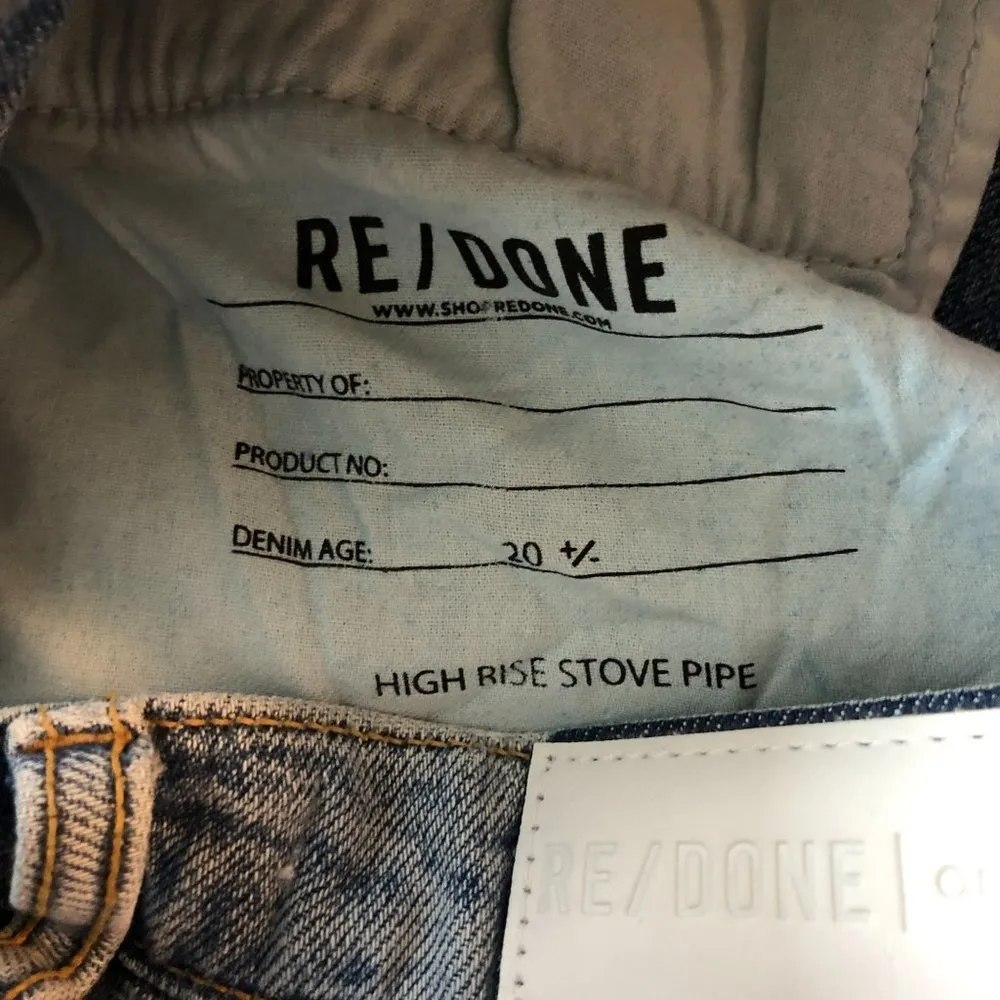 RE/DONE
WWW.SHOPREDONE.COM
PROPERTY OF:
PRODUCT NO:
DENIM AGE: 20 +/-
HIGH RISE STOVE PIPE
RE/DONE |